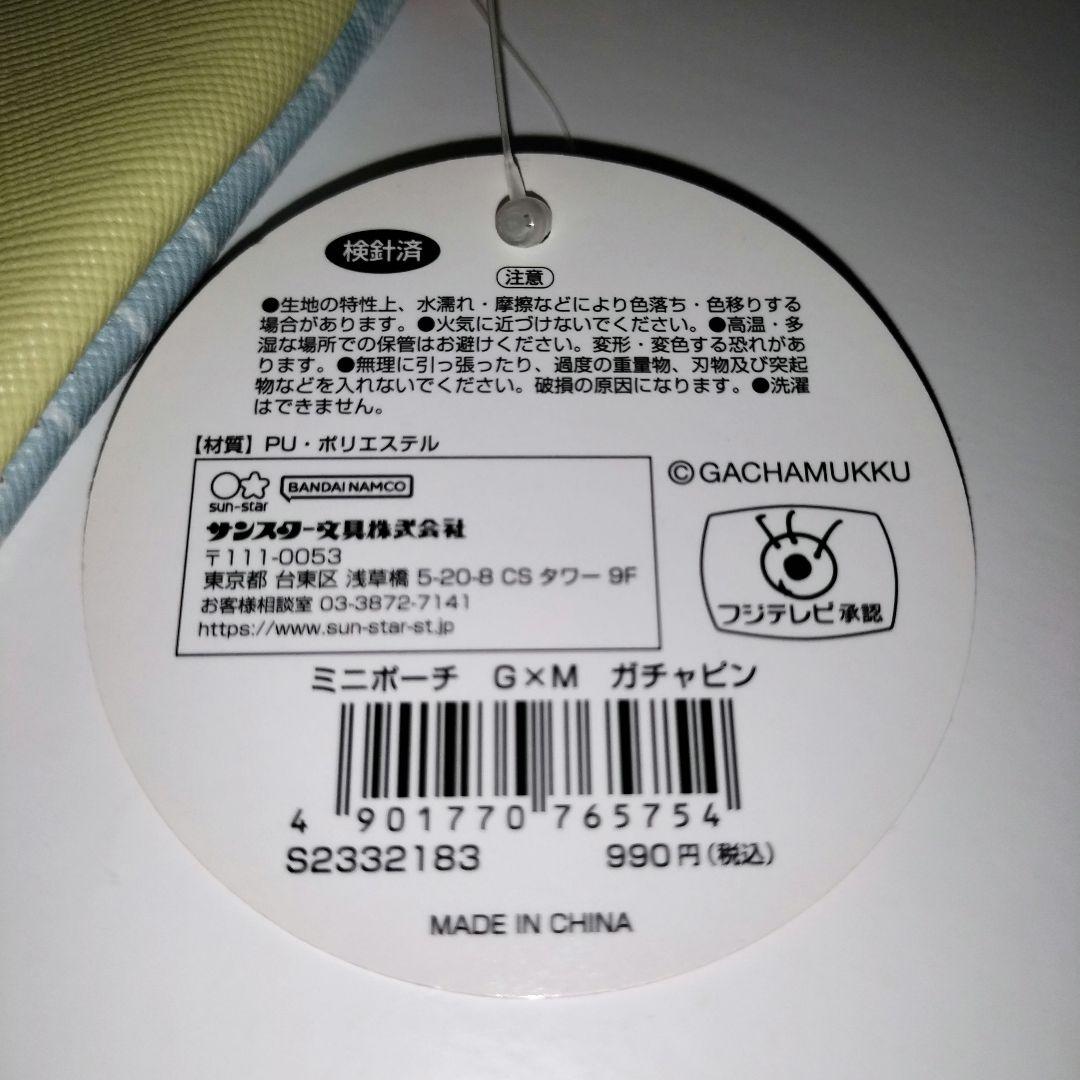 検針済
注意
●生地の特性上、水濡れ・摩擦などにより色落ち・色移りする
場合があります。●火気に近づけないでください。●高温・多
湿な場所での保管はお避けください。変形・変色する恐れがあ
ります。●無理に引っ張ったり、過度の重量物、刃物及び突起
物などを入れないでください。破損の原因になります。●洗濯
はできません。
【材質】PU・ポリエステル
sun-star BANDAI NAMCO
サンスター文具株式会社
〒111-0053
東京都 台東区 浅草橋 5-20-8 CS タワー 9F
お客様相談室 03-3872-7141
https://www.sun-star-st.jp
©GACHAMUKKU
フジテレビ承認
ミニポーチ G×M ガチャピン
4 901770 765754
S2332183 990円(税込)
MADE IN CHINA